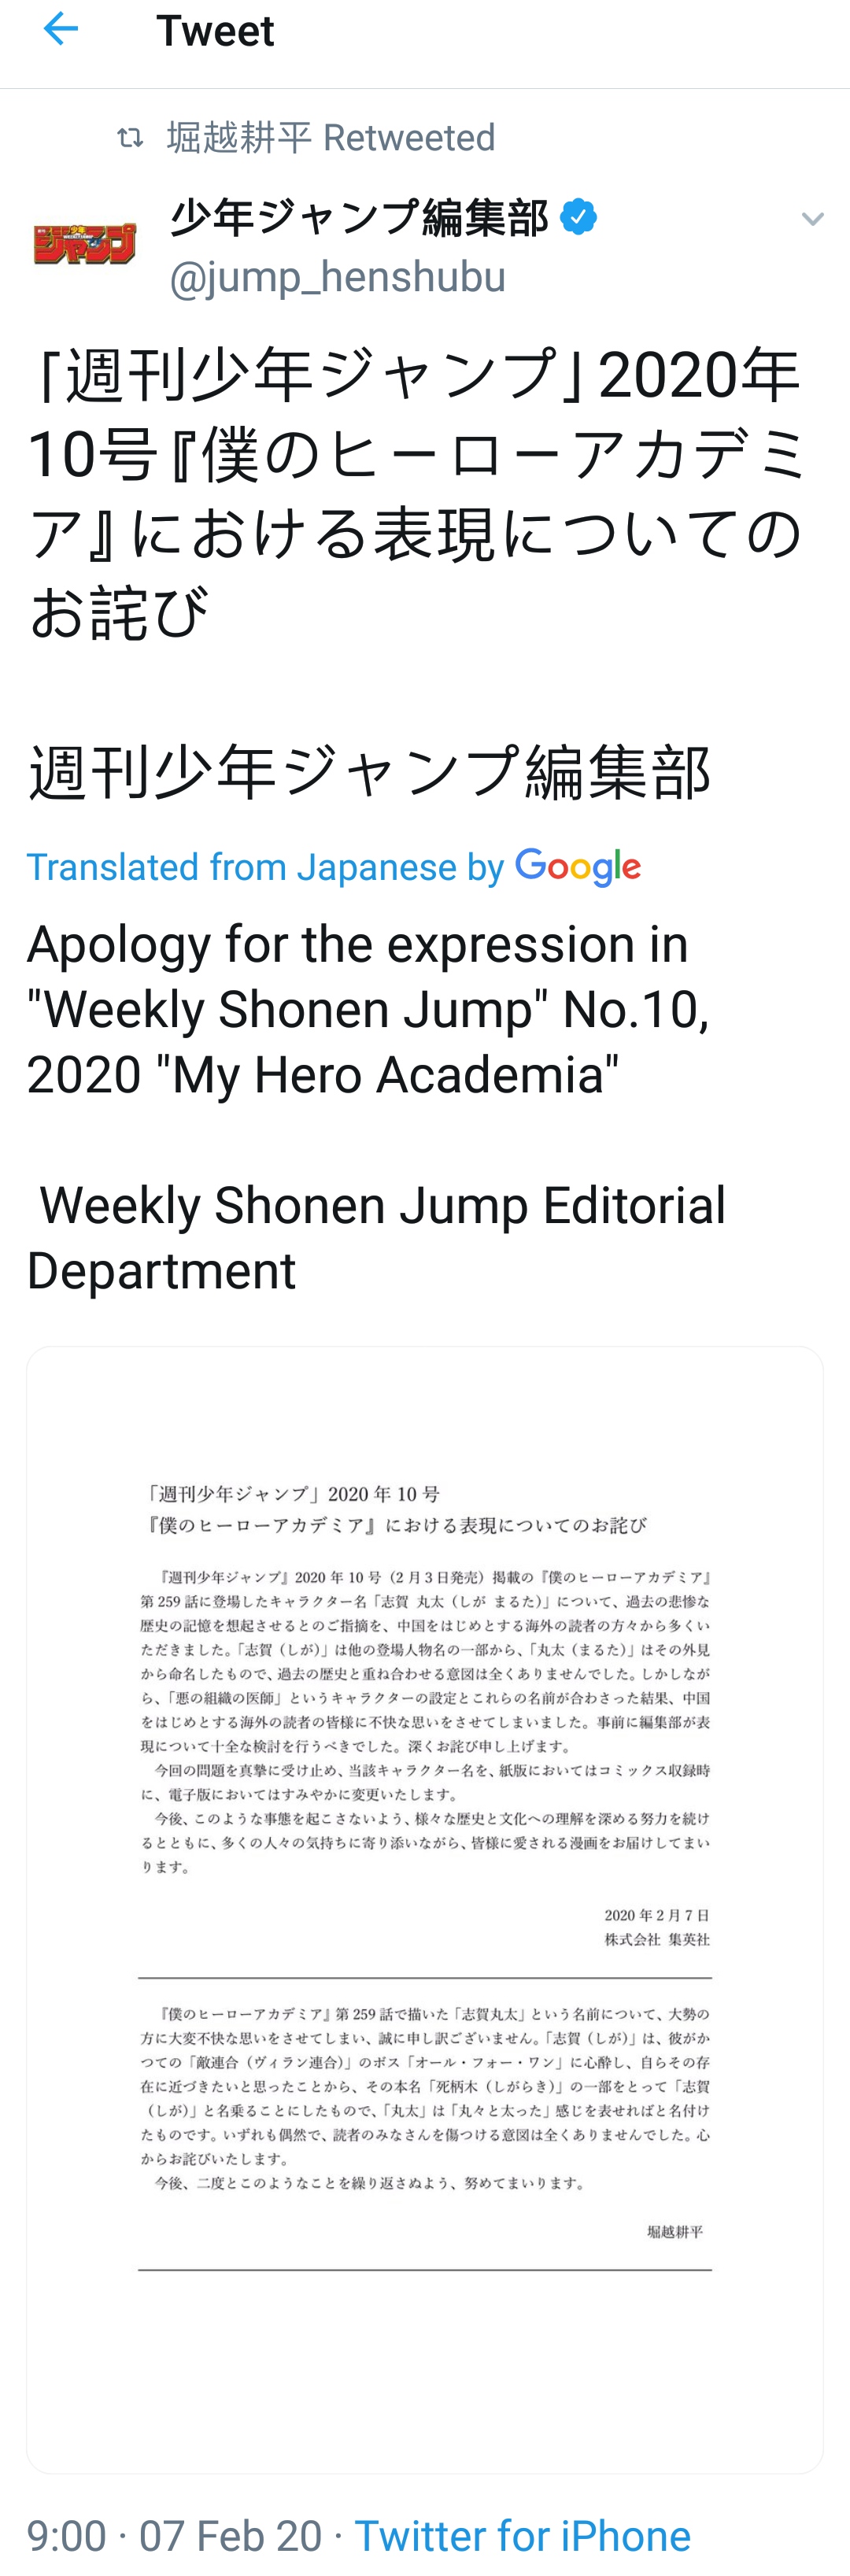 Tweet
堀越耕平 Retweeted
少年
ジャンプ
少年ジャンプ編集部
@jump_henshubu
「週刊少年ジャンプ」2020年
10号『僕のヒーローアカデミ
ア』における表現についての
お詫び
週刊少年ジャンプ編集部
Translated from Japanese by Google
Apology for the expression in
"Weekly Shonen Jump" No.10,
2020 "My Hero Academia"
Weekly Shonen Jump Editorial
Department
「週刊少年ジャンプ」2020 年 10 号
『僕のヒーローアカデミア』における表現についてのお詫び
『週刊少年ジャンプ』2020 年 10 号（2 月 3 日発売）掲載の『僕のヒーローアカデミア』
第 259 話に登場したキャラクター名「志賀 丸太（しが まるた）」について、過去の悲惨な
歴史の記憶を想起させるとのご指摘を、中国をはじめとする海外の読者の方々から多くい
ただきました。「志賀（しが）」は他の登場人物名の一部から、「丸太（まるた）」はその外見
から命名したもので、過去の歴史と重ね合わせる意図は全くありませんでした。しかしなが
ら、「悪の組織の医師」というキャラクターの設定とこれらの名前が合わさった結果、中国
をはじめとする海外の読者の皆様に不快な思いをさせてしまいました。事前に編集部が表
現について十全な検討を行うべきでした。深くお詫び申し上げます。
今回の問題を真摯に受け止め、当該キャラクター名を、紙版においてはコミックス収録時
に、電子版においてはすみやかに変更いたします。
今後、このような事態を起こさないよう、様々な歴史と文化への理解を深める努力を続け
るとともに、多くの人々の気持ちに寄り添いながら、皆様に愛される漫画をお届けしてまい
ります。
2020 年 2 月 7 日
株式会社 集英社
『僕のヒーローアカデミア』第 259 話で描いた「志賀丸太」という名前について、大勢の
方に大変不快な思いをさせてしまい、誠に申し訳ございません。「志賀（しが）」は、彼がか
つての「敵連合（ヴィラン連合）」のボス「オール・フォー・ワン」に心酔し、自らその存
在に近づきたいと思ったことから、その本名「死柄木（しがらき）」の一部をとって「志賀
（しが）」と名乗ることにしたもので、「丸太」は「丸々と太った」感じを表せればと名付け
たものです。いずれも偶然で、読者のみなさんを傷つける意図は全くありませんでした。心
からお詫びいたします。
今後、二度とこのようなことを繰り返さぬよう、努めてまいります。
堀越耕平
9:00 · 07 Feb 20 · Twitter for iPhone